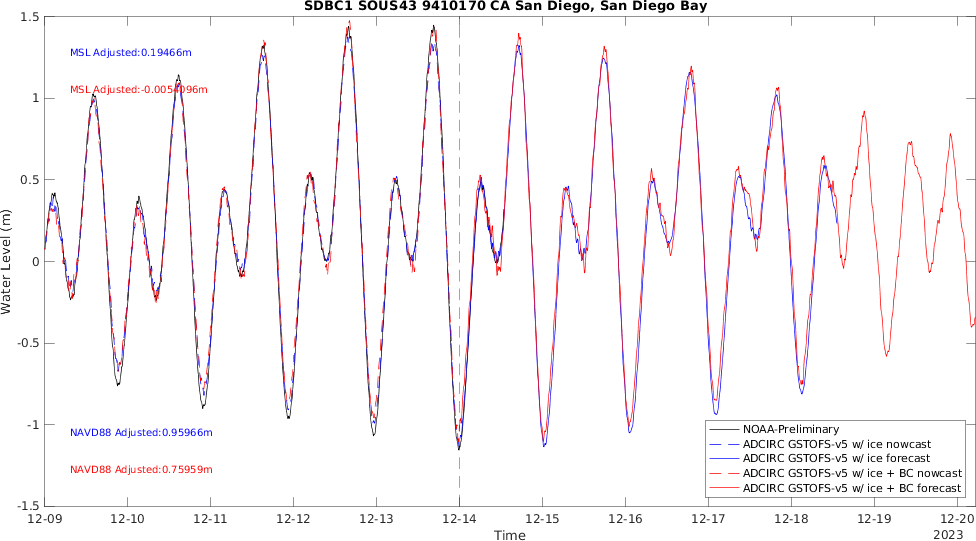 SDBC1 SOUS43 9410170 CA San Diego, San Diego Bay
1.5
1
0.5
0
-0.5
-1
-1.5
Water Level (m)
MSL Adjusted:0.19466m
MSL Adjusted:-0.0054096m
NAVD88 Adjusted:0.95966m
NAVD88 Adjusted:0.75959m
NOAA-Preliminary
ADCIRC GSTOFS-v5 w/ ice nowcast
ADCIRC GSTOFS-v5 w/ ice forecast
ADCIRC GSTOFS-v5 w/ ice + BC nowcast
ADCIRC GSTOFS-v5 w/ ice + BC forecast
12-09 12-10 12-11 12-12 12-13 12-14 12-15 12-16 12-17 12-18 12-19 12-20
Time
2023